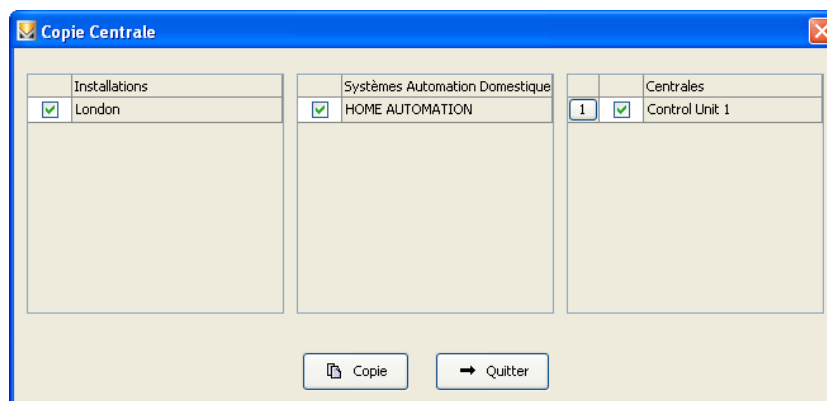 Copie Centrale
Installations
London
Systèmes Automation Domestique
HOME AUTOMATION
Centrales
1 Control Unit 1
Copie
Quitter